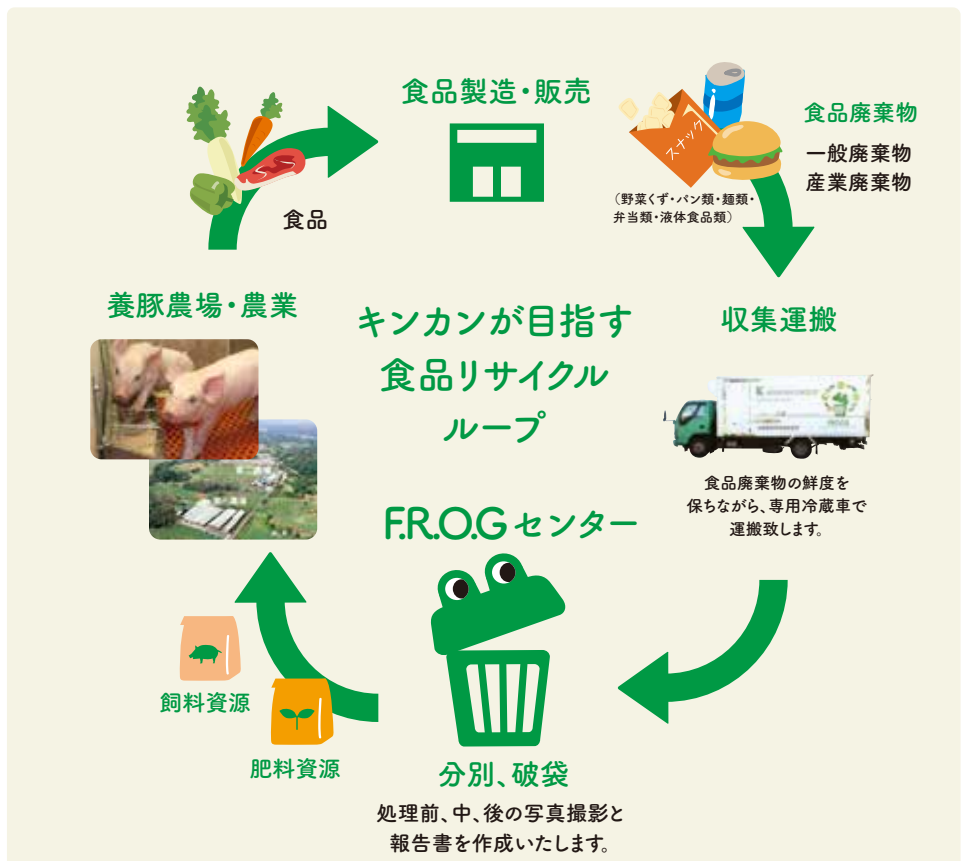 食品製造・販売
食品廃棄物
一般廃棄物
産業廃棄物
スナック
(野菜くず・パン類・麺類・
弁当類・液体食品類)
食品
養豚農場・農業
キンカンが目指す
食品リサイクル
ループ
収集運搬
食品廃棄物の鮮度を
保ちながら、専用冷蔵車で
運搬致します。
F.R.O.Gセンター
飼料資源
肥料資源
分別、破袋
処理前、中、後の写真撮影と
報告書を作成いたします。